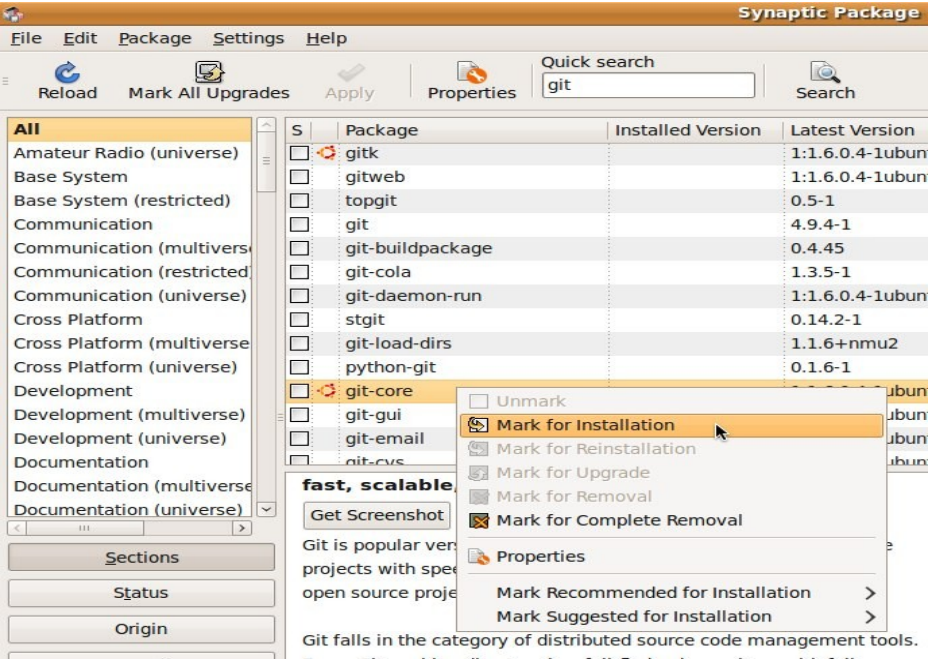 Synaptic Package
File Edit Package Settings Help
Reload Mark All Upgrades Apply Properties Quick search git Search
All
Amateur Radio (universe)
Base System
Base System (restricted)
Communication
Communication (multivers
Communication (restricted
Communication (universe)
Cross Platform
Cross Platform (multiverse
Cross Platform (universe)
Development
Development (multiverse)
Development (universe)
Documentation
Documentation (multiverse
Documentation (universe)
Sections
Status
Origin
S Package Installed Version Latest Version
gitk 1:1.6.0.4-1ubun
gitweb 1:1.6.0.4-1ubun
topgit 0.5-1
git 4.9.4-1
git-buildpackage 0.4.45
git-cola 1.3.5-1
git-daemon-run 1:1.6.0.4-1ubun
stgit 0.14.2-1
git-load-dirs 1.1.6+nmu2
python-git 0.1.6-1
git-core ubun
git-gui ubun
git-email ubun
git-cvs
Unmark
Mark for Installation
Mark for Reinstallation
Mark for Upgrade
Mark for Removal
Mark for Complete Removal
Properties
Mark Recommended for Installation
Mark Suggested for Installation
fast, scalable,
Get Screenshot
Git is popular ver
projects with spee
open source proje
Git falls in the category of distributed source code management tools.